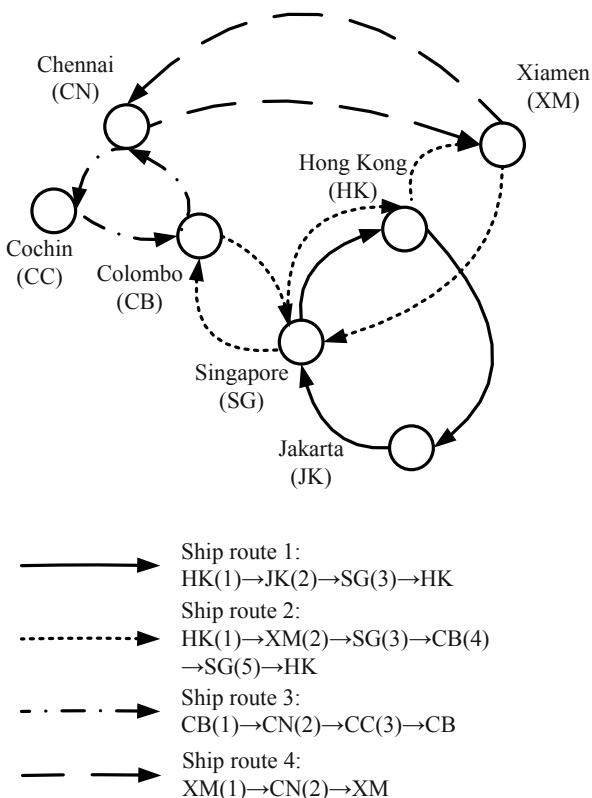 Chennai
(CN)
Xiamen
(XM)
Hong Kong
(HK)
Cochin
(CC)
Colombo
(CB)
Singapore
(SG)
Jakarta
(JK)
Ship route 1:
HK(1)→JK(2)→SG(3)→HK
Ship route 2:
HK(1)→XM(2)→SG(3)→CB(4)
→SG(5)→HK
Ship route 3:
CB(1)→CN(2)→CC(3)→CB
Ship route 4:
XM(1)→CN(2)→XM